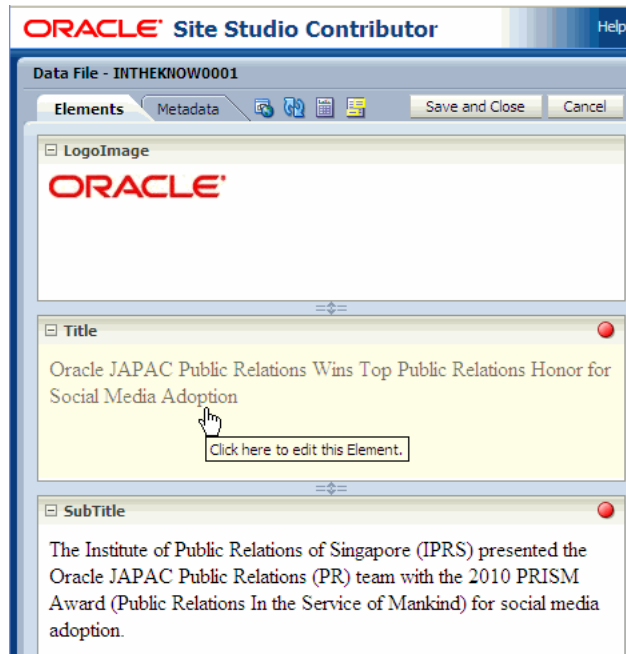 ORACLE Site Studio Contributor
Help
Data File - INTHEKNOW0001
Elements Metadata Save and Close Cancel
LogoImage
ORACLE
Title
Oracle JAPAC Public Relations Wins Top Public Relations Honor for
Social Media Adoption
Click here to edit this Element.
SubTitle
The Institute of Public Relations of Singapore (IPRS) presented the
Oracle JAPAC Public Relations (PR) team with the 2010 PRISM
Award (Public Relations In the Service of Mankind) for social media
adoption.